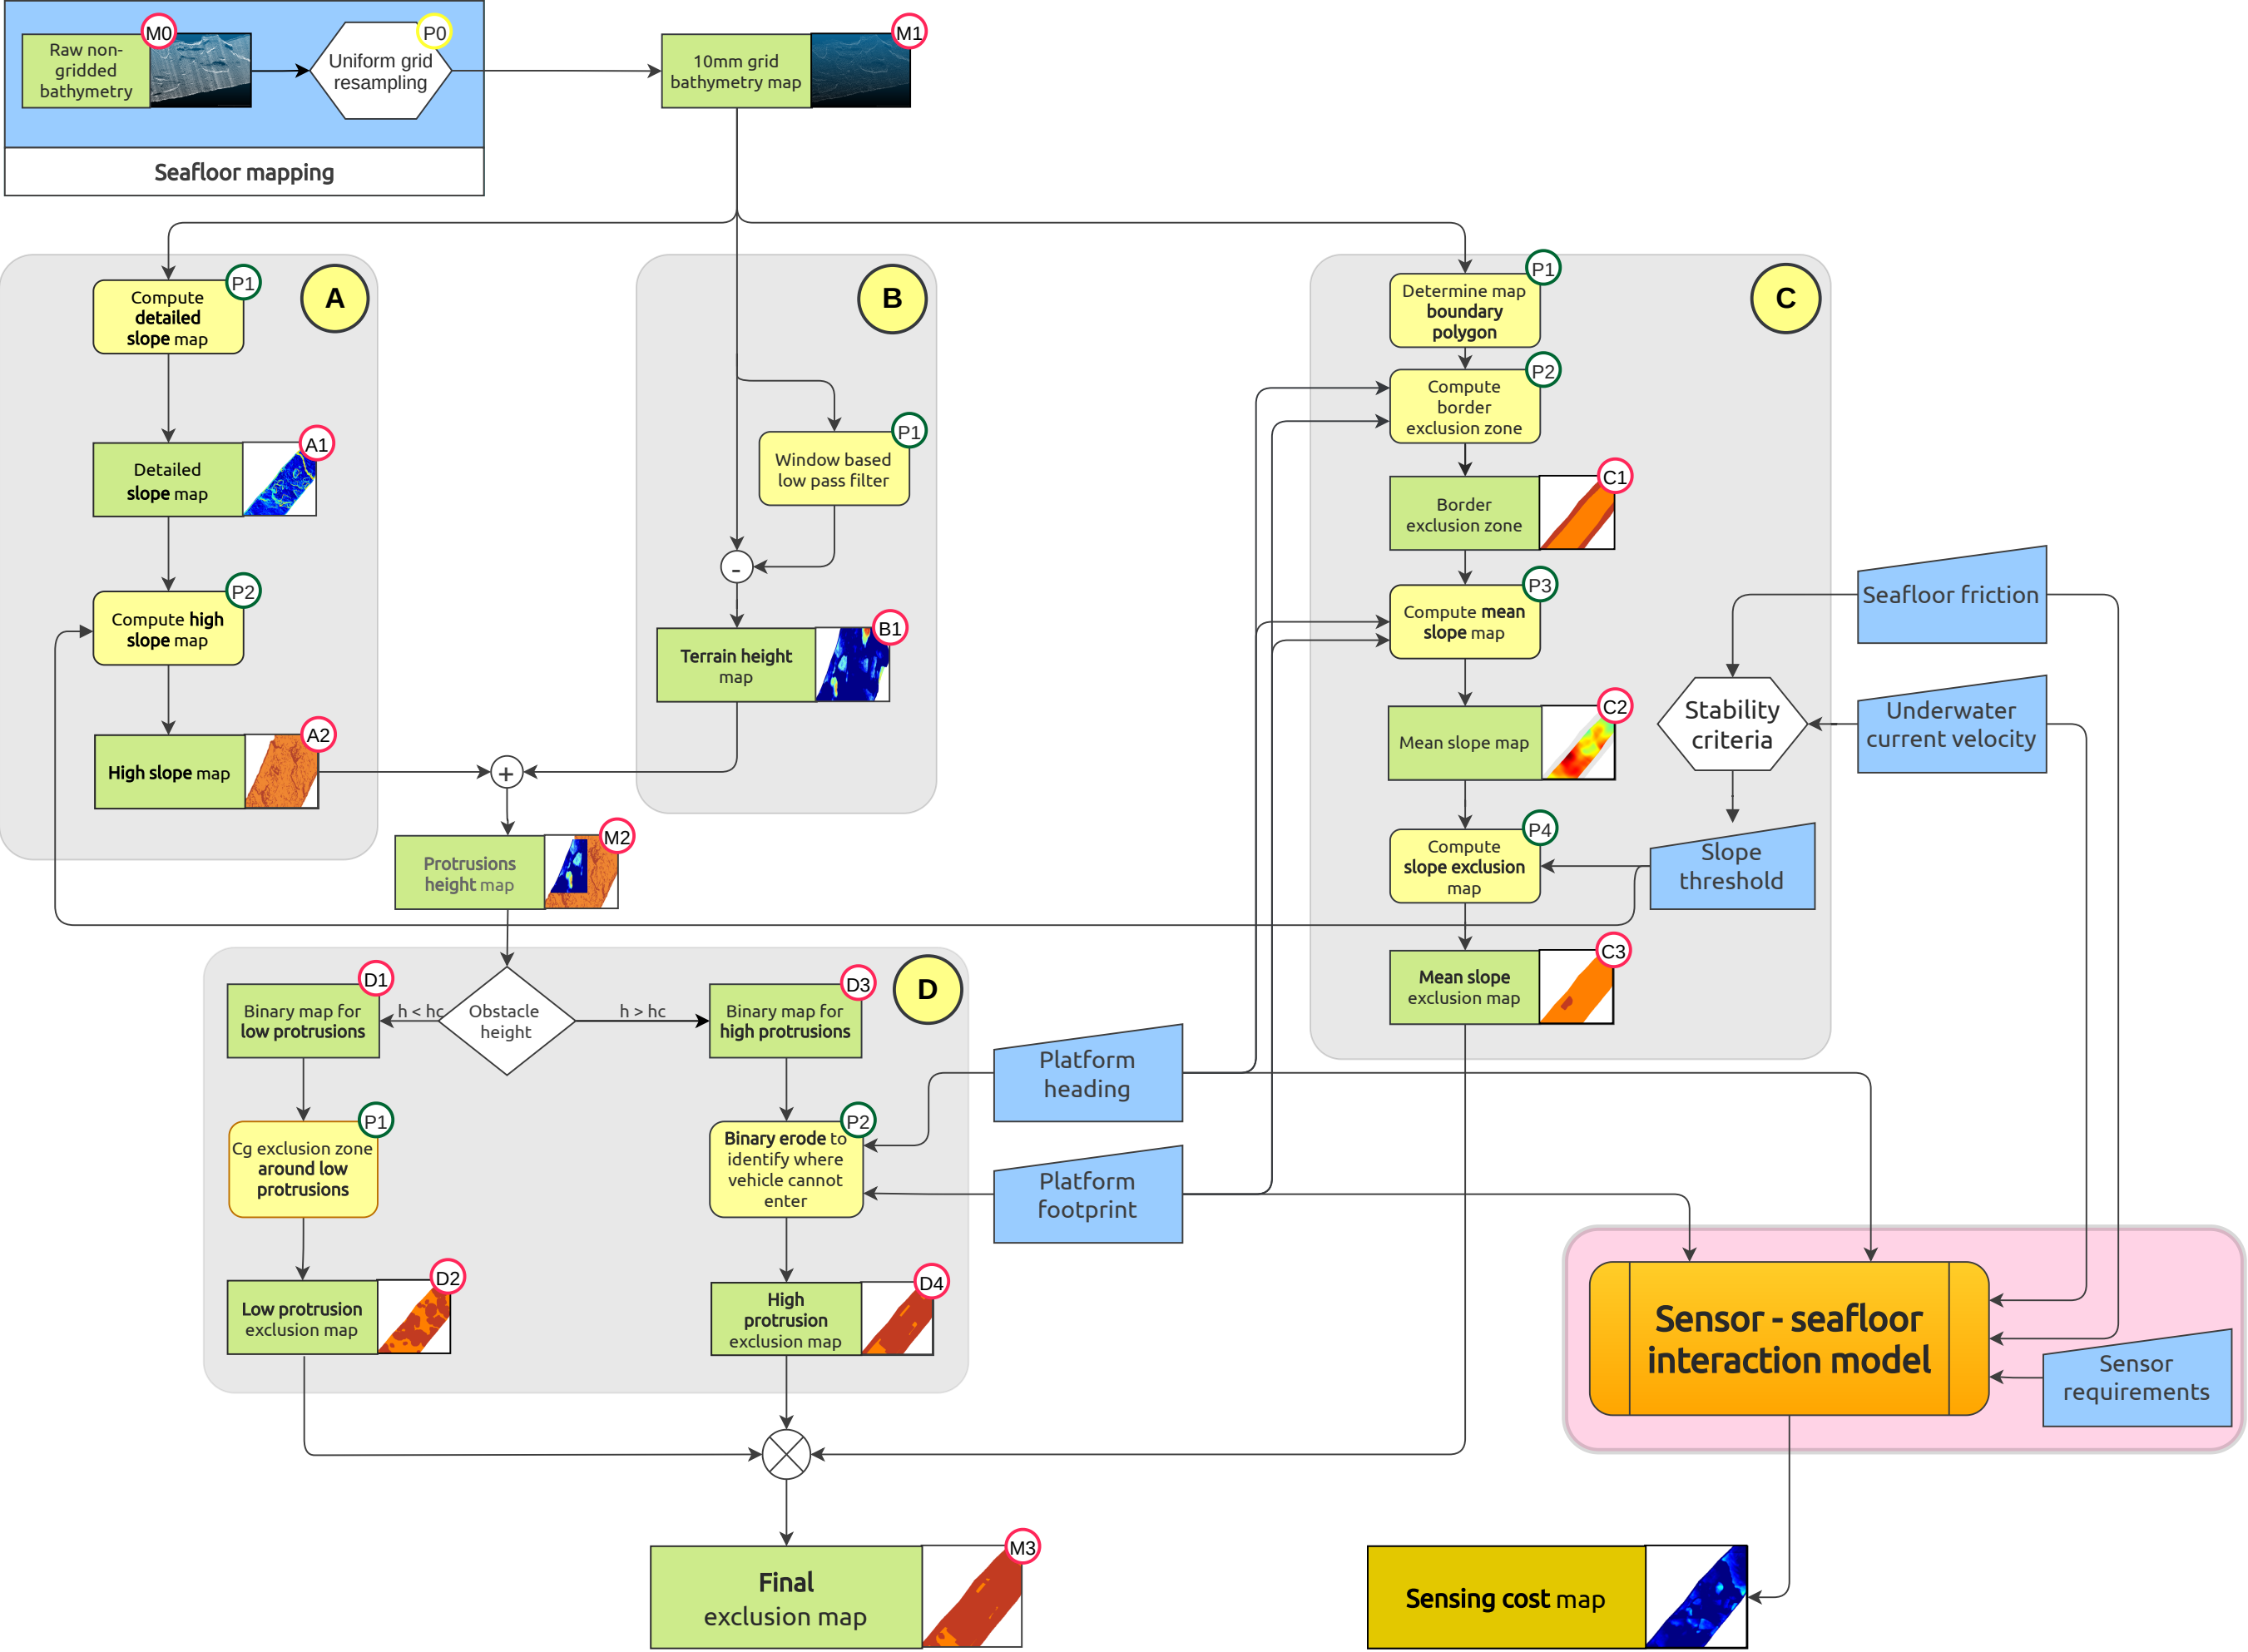 M0
Raw non-
gridded
bathymetry
P0
Uniform grid
resampling
Seafloor mapping
M1
10mm grid
bathymetry map
A
P1
Compute
detailed
slope map
A1
Detailed
slope map
P2
Compute high
slope map
A2
High slope map
B
P1
Window based
low pass filter
-
B1
Terrain height
map
+
M2
Protrusions
height map
C
P1
Determine map
boundary
polygon
P2
Compute
border
exclusion zone
C1
Border
exclusion zone
P3
Compute mean
slope map
C2
Mean slope map
P4
Compute
slope exclusion
map
C3
Mean slope
exclusion map
Seafloor friction
Underwater
current velocity
Stability
criteria
Slope
threshold
D
Obstacle
height
h < hc
h > hc
D1
Binary map for
low protrusions
D3
Binary map for
high protrusions
P1
Cg exclusion zone
around low
protrusions
P2
Binary erode to
identify where
vehicle cannot
enter
D2
Low protrusion
exclusion map
D4
High
protrusion
exclusion map
Platform
heading
Platform
footprint
Sensor - seafloor
interaction model
Sensor
requirements
M3
Final
exclusion map
Sensing cost map